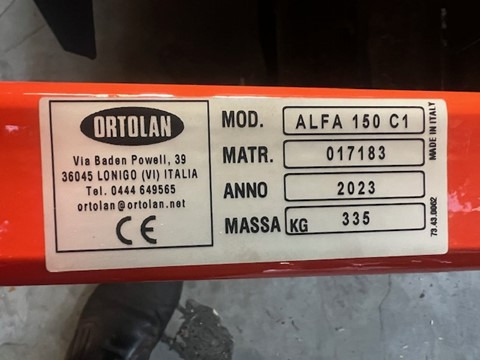 ORTOLAN
Via Baden Powell, 39
36045 LONIGO (VI) ITALIA
Tel. 0444 649565
ortolan@ortolan.net
CE
MOD. ALFA 150 C1
MATR. 017183
ANNO 2023
MASSA KG 335
MADE IN ITALY
73.43.0002